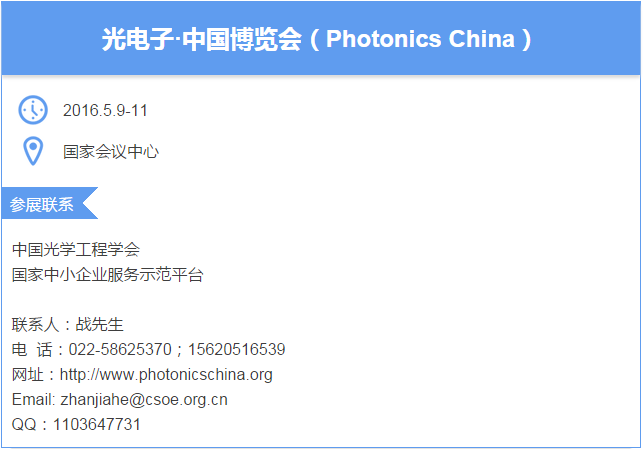 光电子·中国博览会（Photonics China）
2016.5.9-11
国家会议中心
参展联系
中国光学工程学会
国家中小企业服务示范平台
联系人：战先生
电  话：022-58625370；15620516539
网址：http://www.photonicschina.org
Email: zhanjiahe@csoe.org.cn
QQ：1103647731